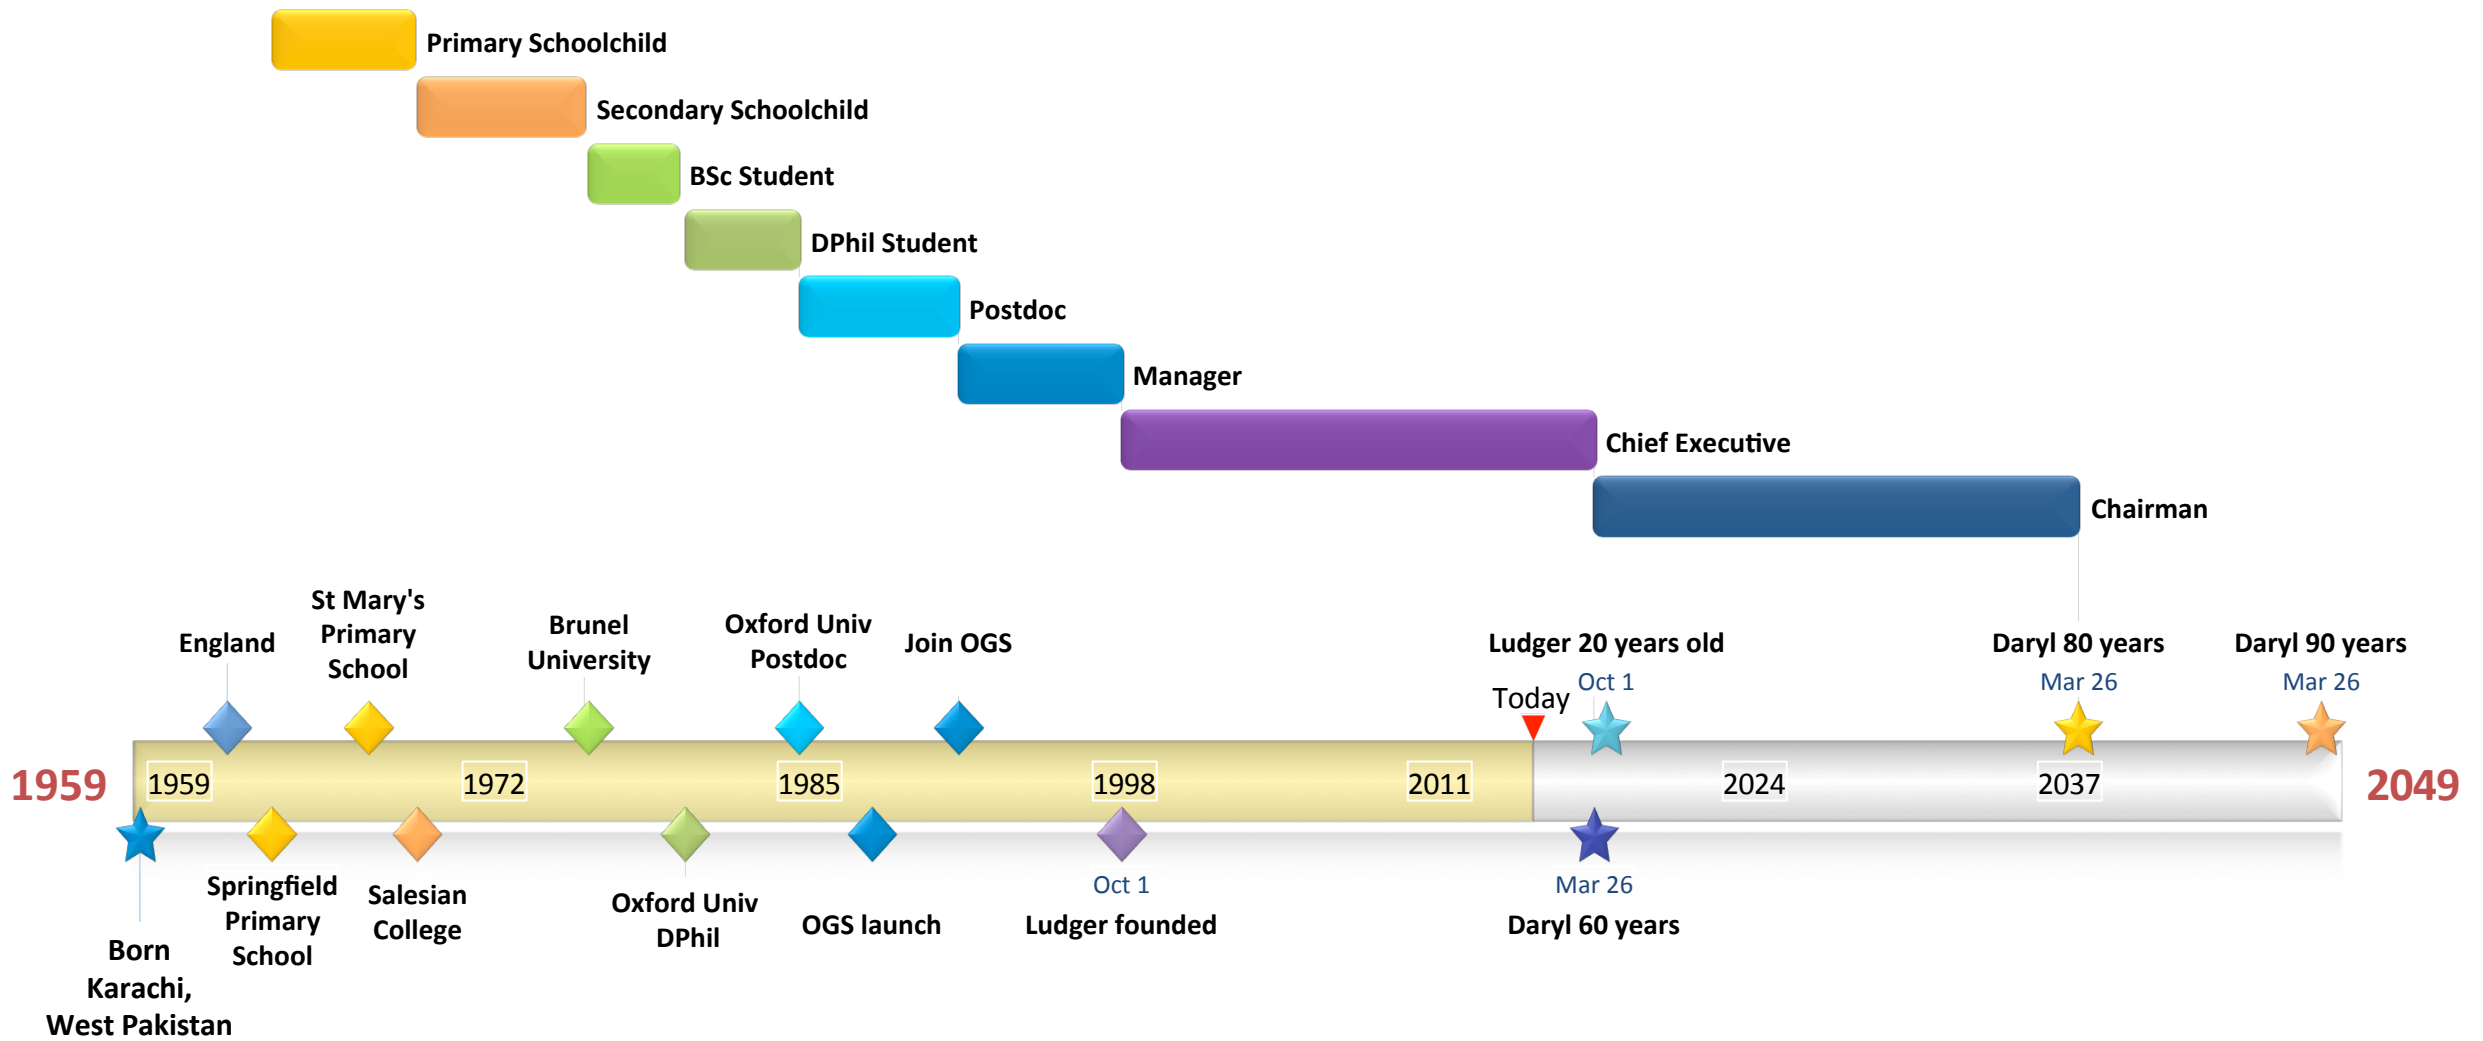 Primary Schoolchild
Secondary Schoolchild
BSc Student
DPhil Student
Postdoc
Manager
Chief Executive
Chairman
England
St Mary's
Primary
School
Brunel
University
Oxford Univ
Postdoc
Join OGS
Ludger 20 years old
Oct 1
Today
Daryl 80 years
Mar 26
Daryl 90 years
Mar 26
1959
1959
1972
1985
1998
2011
2024
2037
2049
Born
Karachi,
West Pakistan
Springfield
Primary
School
Salesian
College
Oxford Univ
DPhil
OGS launch
Oct 1
Ludger founded
Mar 26
Daryl 60 years